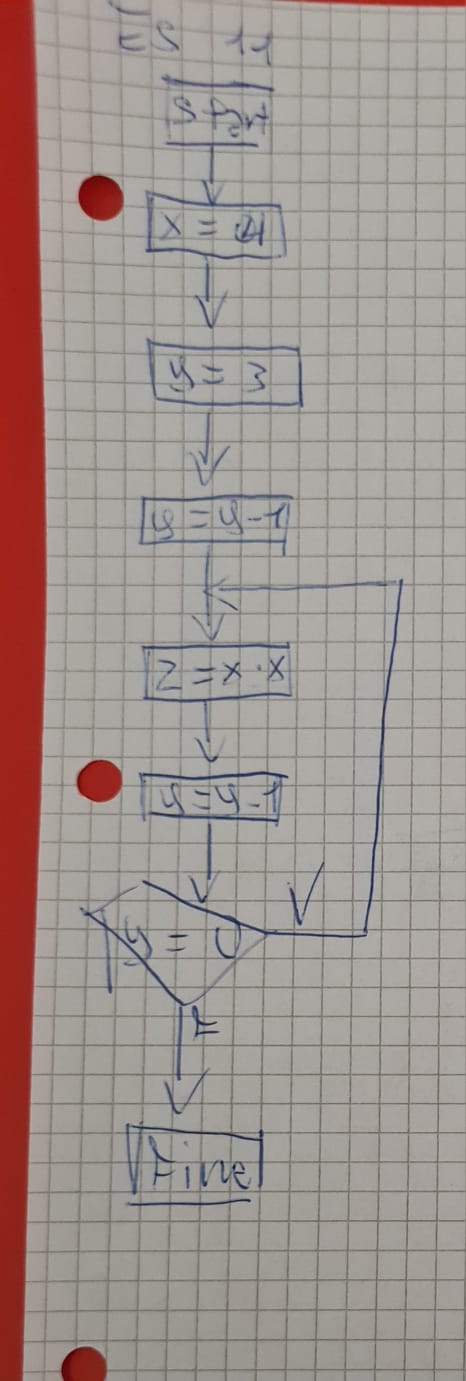 ES 11
Start
x = 4
y = 3
y = y - 1
z = x · x
y = y - 1
y = 0
V
F
Fine